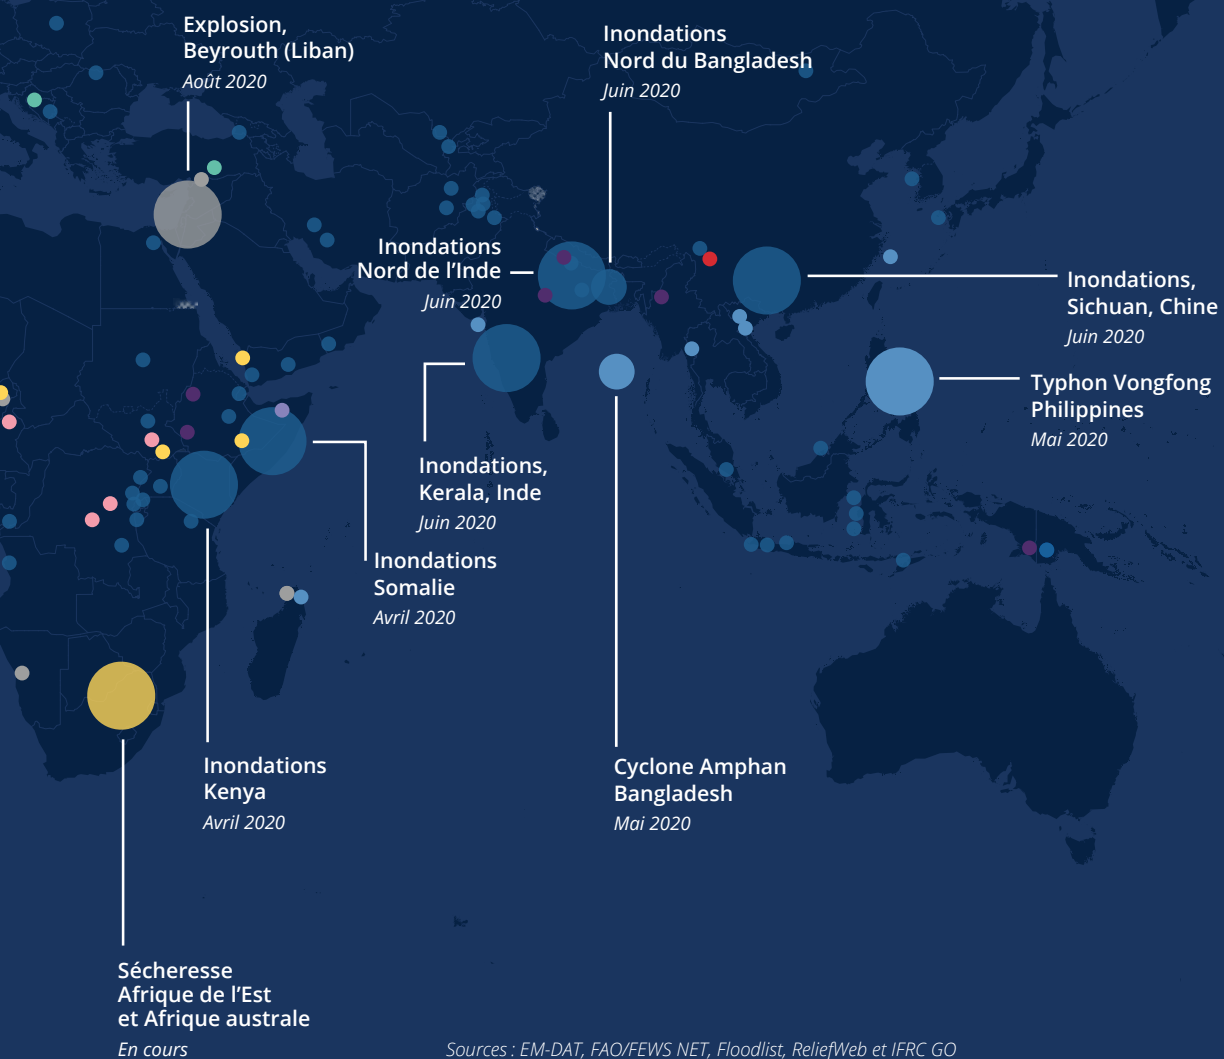 Explosion,
Beyrouth (Liban)
Août 2020
Inondations
Nord du Bangladesh
Juin 2020
Inondations
Nord de l’Inde
Juin 2020
Inondations,
Sichuan, Chine
Juin 2020
Typhon Vongfong
Philippines
Mai 2020
Inondations,
Kerala, Inde
Juin 2020
Inondations
Somalie
Avril 2020
Inondations
Kenya
Avril 2020
Cyclone Amphan
Bangladesh
Mai 2020
Sécheresse
Afrique de l’Est
et Afrique australe
En cours
Sources : EM-DAT, FAO/FEWS NET, Floodlist, ReliefWeb et IFRC GO